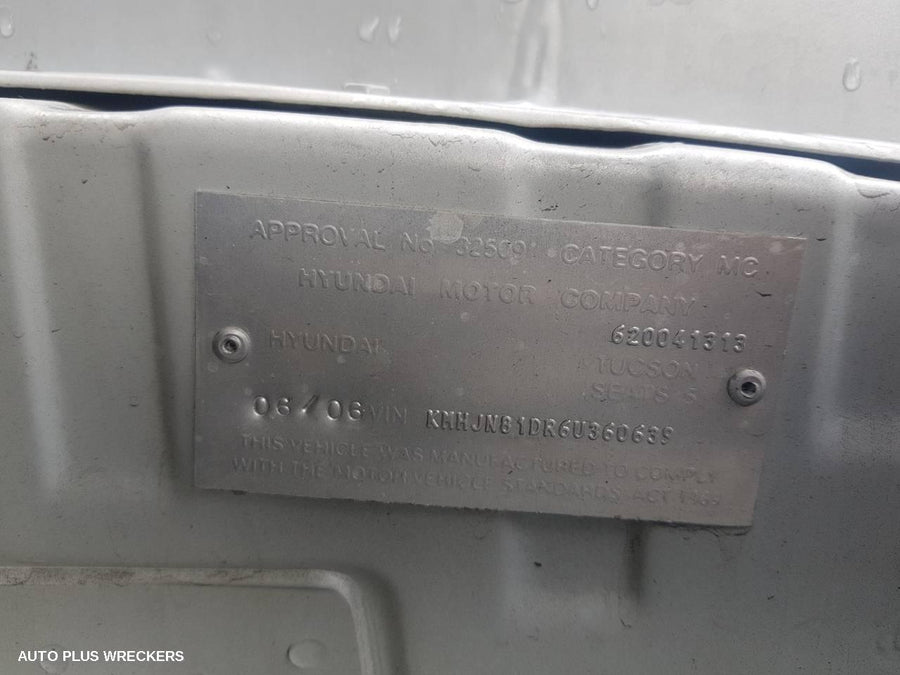 APPROVAL No 32509 CATEGORY MC
HYUNDAI MOTOR COMPANY
620041313
HYUNDAI
TUCSON
SEATS 5
06/06 VIN KMHJN81DR6U360639
THIS VEHICLE WAS MANUFACTURED TO COMPLY
WITH THE MOTOR VEHICLE STANDARDS ACT 1989
AUTO PLUS WRECKERS